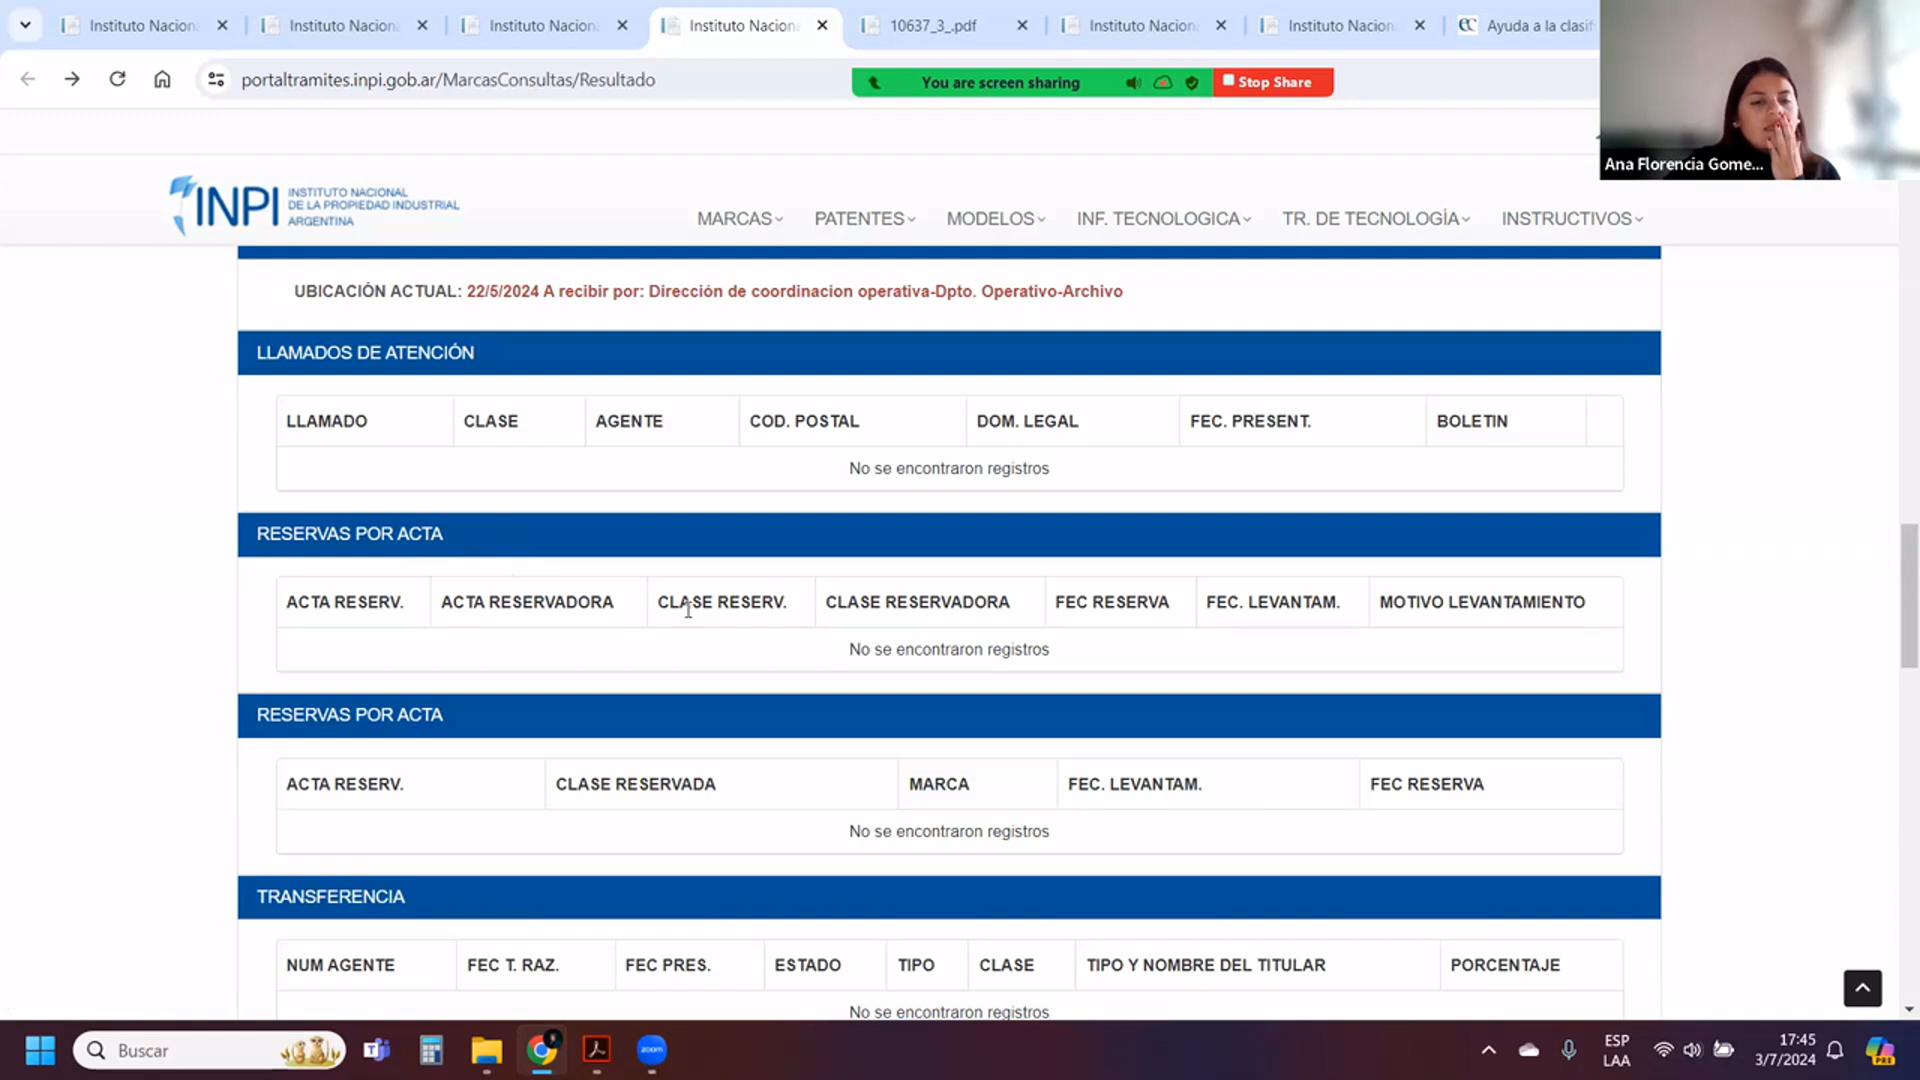 Instituto Nacion
Instituto Nacion
Instituto Nacion
Instituto Nacion
10637_3_.pdf
Instituto Nacion
Instituto Nacion
Ayuda a la clasif
portaltramites.inpi.gob.ar/MarcasConsultas/Resultado
You are screen sharing
Stop Share
Ana Florencia Gome...
INPI
INSTITUTO NACIONAL
DE LA PROPIEDAD INDUSTRIAL
ARGENTINA
MARCAS PATENTES MODELOS INF. TECNOLOGICA TR. DE TECNOLOGÍA INSTRUCTIVOS
UBICACIÓN ACTUAL: 22/5/2024 A recibir por: Dirección de coordinacion operativa-Dpto. Operativo-Archivo
LLAMADOS DE ATENCIÓN
LLAMADO CLASE AGENTE COD. POSTAL DOM. LEGAL FEC. PRESENT. BOLETIN
No se encontraron registros
RESERVAS POR ACTA
ACTA RESERV. ACTA RESERVADORA CLASE RESERV. CLASE RESERVADORA FEC RESERVA FEC. LEVANTAM. MOTIVO LEVANTAMIENTO
No se encontraron registros
RESERVAS POR ACTA
ACTA RESERV. CLASE RESERVADA MARCA FEC. LEVANTAM. FEC RESERVA
No se encontraron registros
TRANSFERENCIA
NUM AGENTE FEC T. RAZ. FEC PRES. ESTADO TIPO CLASE TIPO Y NOMBRE DEL TITULAR PORCENTAJE
No se encontraron registros
Buscar
zoom
ESP
LAA
17:45
3/7/2024
PRE